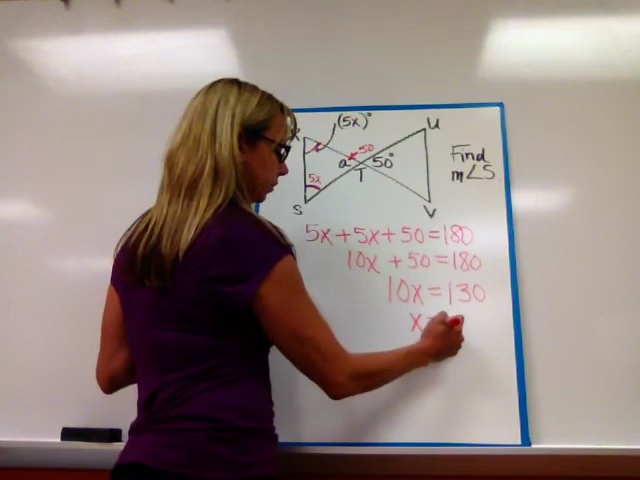 (5x)°
U
50
a
50°
T
5x
S
V
Find
m∠S.
5x+5x+50=180
10x +50=180
10x=130
x=